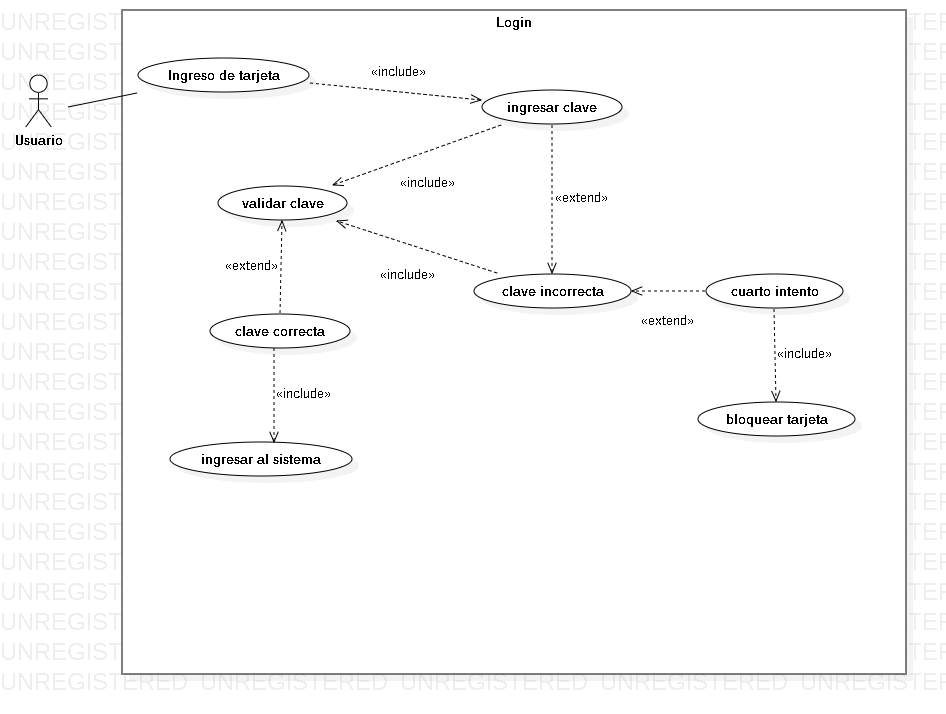 Login
Ingreso de tarjeta
«include»
ingresar clave
Usuario
«include»
validar clave
«extend»
«extend»
«include»
clave incorrecta
cuarto intento
«extend»
clave correcta
«include»
«include»
bloquear tarjeta
ingresar al sistema
UNREGISTERED UNREGISTERED UNREGISTERED UNREGISTERED UNREGISTERED